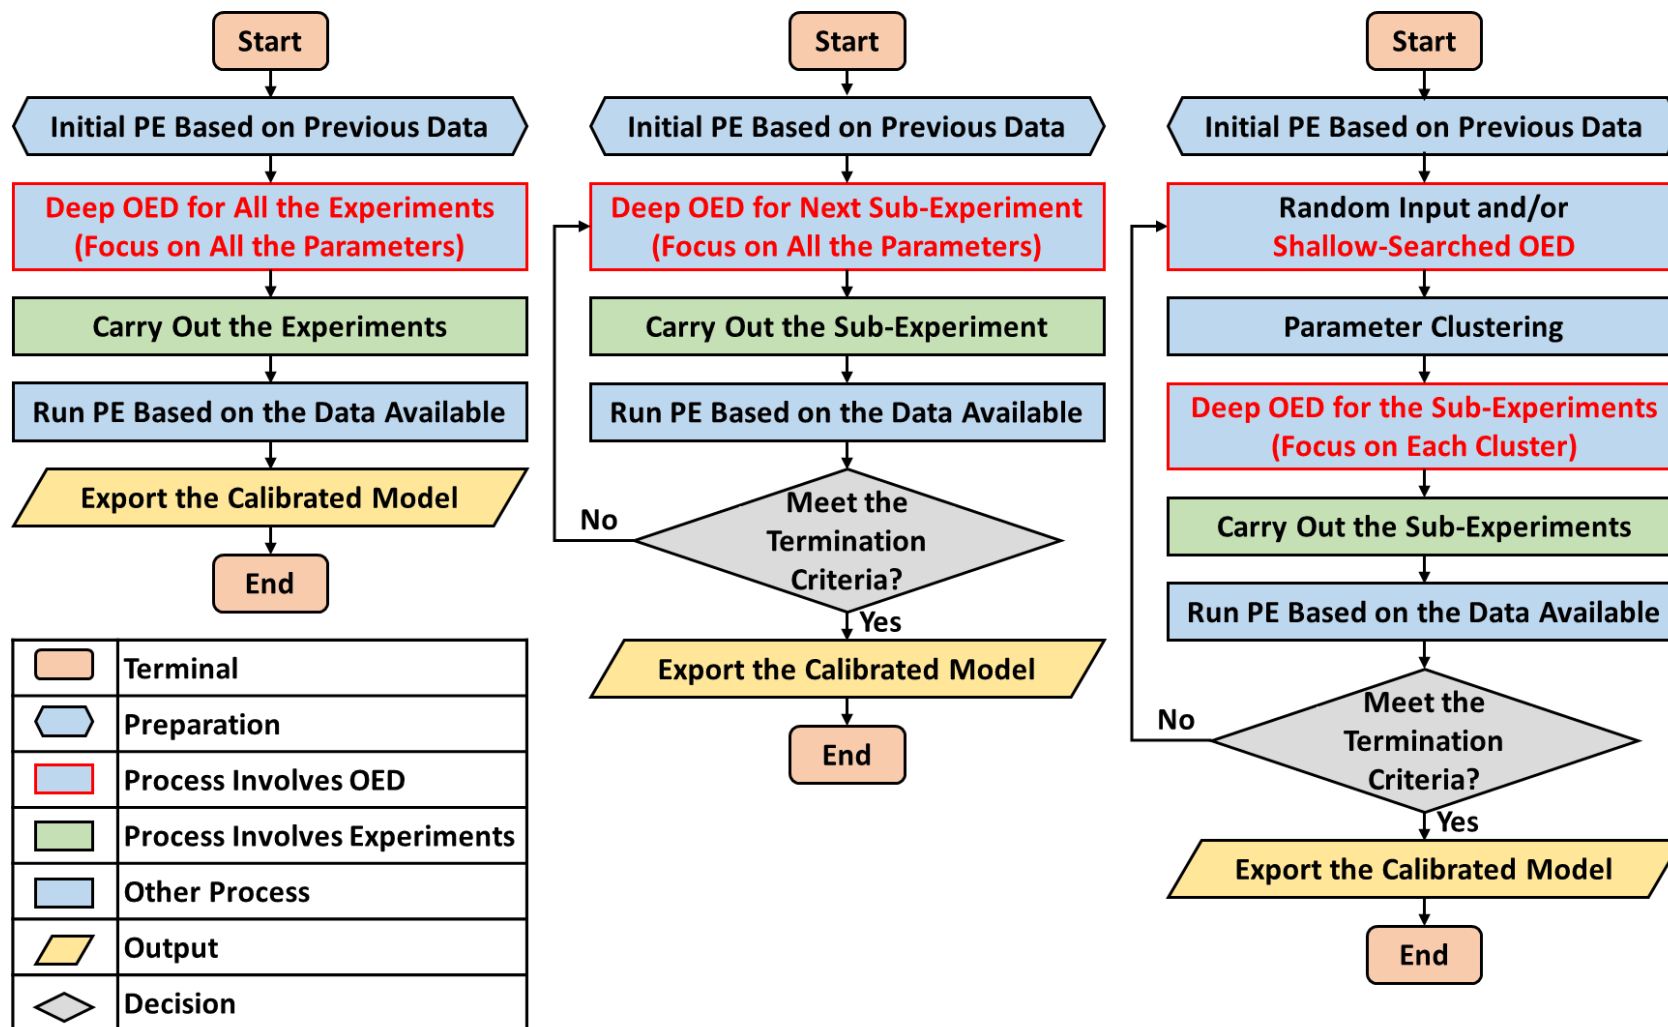 Start
Initial PE Based on Previous Data
Deep OED for All the Experiments
(Focus on All the Parameters)
Carry Out the Experiments
Run PE Based on the Data Available
Export the Calibrated Model
End
Terminal
Preparation
Process Involves OED
Process Involves Experiments
Other Process
Output
Decision
Start
Initial PE Based on Previous Data
Deep OED for Next Sub-Experiment
(Focus on All the Parameters)
Carry Out the Sub-Experiment
Run PE Based on the Data Available
Meet the
Termination
Criteria?
No
Yes
Export the Calibrated Model
End
Start
Initial PE Based on Previous Data
Random Input and/or
Shallow-Searched OED
Parameter Clustering
Deep OED for the Sub-Experiments
(Focus on Each Cluster)
Carry Out the Sub-Experiments
Run PE Based on the Data Available
Meet the
Termination
Criteria?
No
Yes
Export the Calibrated Model
End